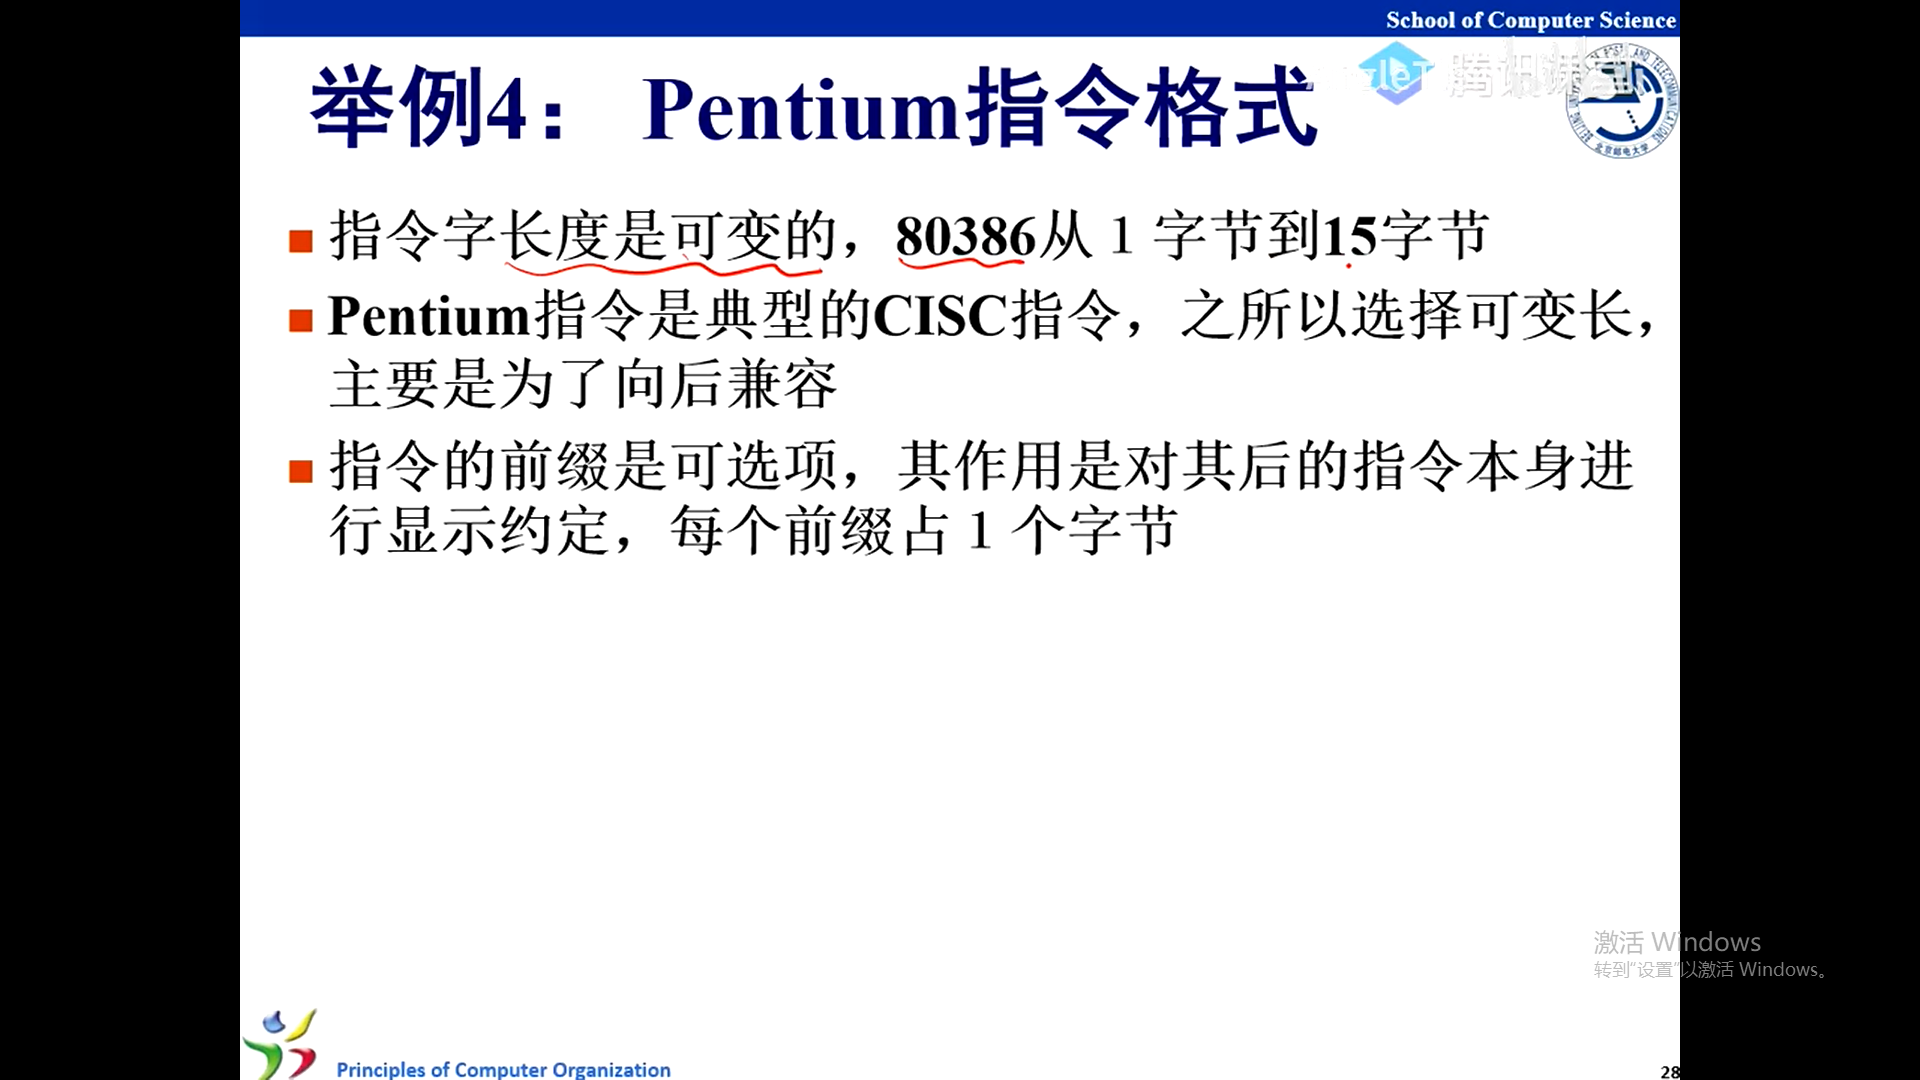 School of Computer Science
举例4： Pentium指令格式
指令字长度是可变的，80386从１字节到15字节
Pentium指令是典型的CISC指令，之所以选择可变长，
主要是为了向后兼容
指令的前缀是可选项，其作用是对其后的指令本身进
行显示约定，每个前缀占１个字节
激活 Windows
转到“设置”以激活 Windows。
Principles of Computer Organization
28